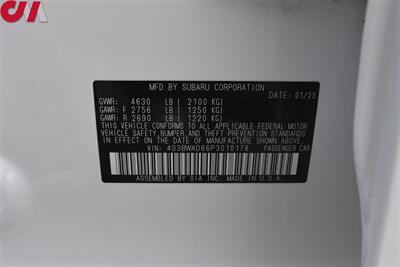 CIA
MFD BY SUBARU CORPORATION
DATE: 01/23
GVWR: 4630 LB ( 2100 KG)
GAWR: F 2756 LB ( 1250 KG)
GAWR: R 2690 LB ( 1220 KG)
THIS VEHICLE CONFORMS TO ALL APPLICABLE FEDERAL MOTOR
VEHICLE SAFETY, BUMPER, AND THEFT PREVENTION STANDARDS
IN EFFECT ON THE DATE OF MANUFACTURE SHOWN ABOVE.
VIN: 4S3BWAD66P3010178 PASSENGER CAR
ASSEMBLED BY SIA INC. MADE IN U.S.A.